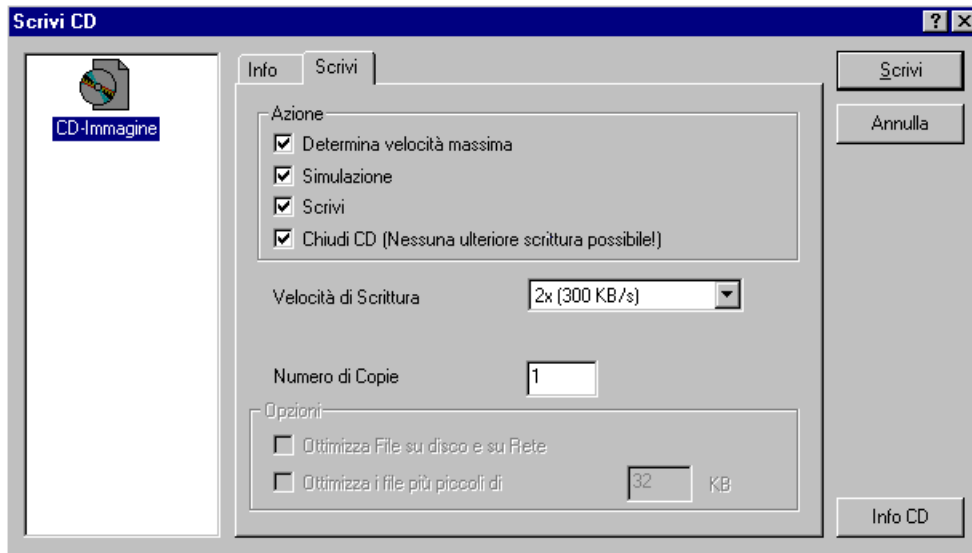 Scrivi CD
CD-Immagine
Info
Scrivi
Azione
Determina velocità massima
Simulazione
Scrivi
Chiudi CD (Nessuna ulteriore scrittura possibile!)
Velocità di Scrittura
2x (300 KB/s)
Numero di Copie
1
Opzioni
Ottimizza File su disco e su Rete
Ottimizza i file più piccoli di
32
KB
Scrivi
Annulla
Info CD